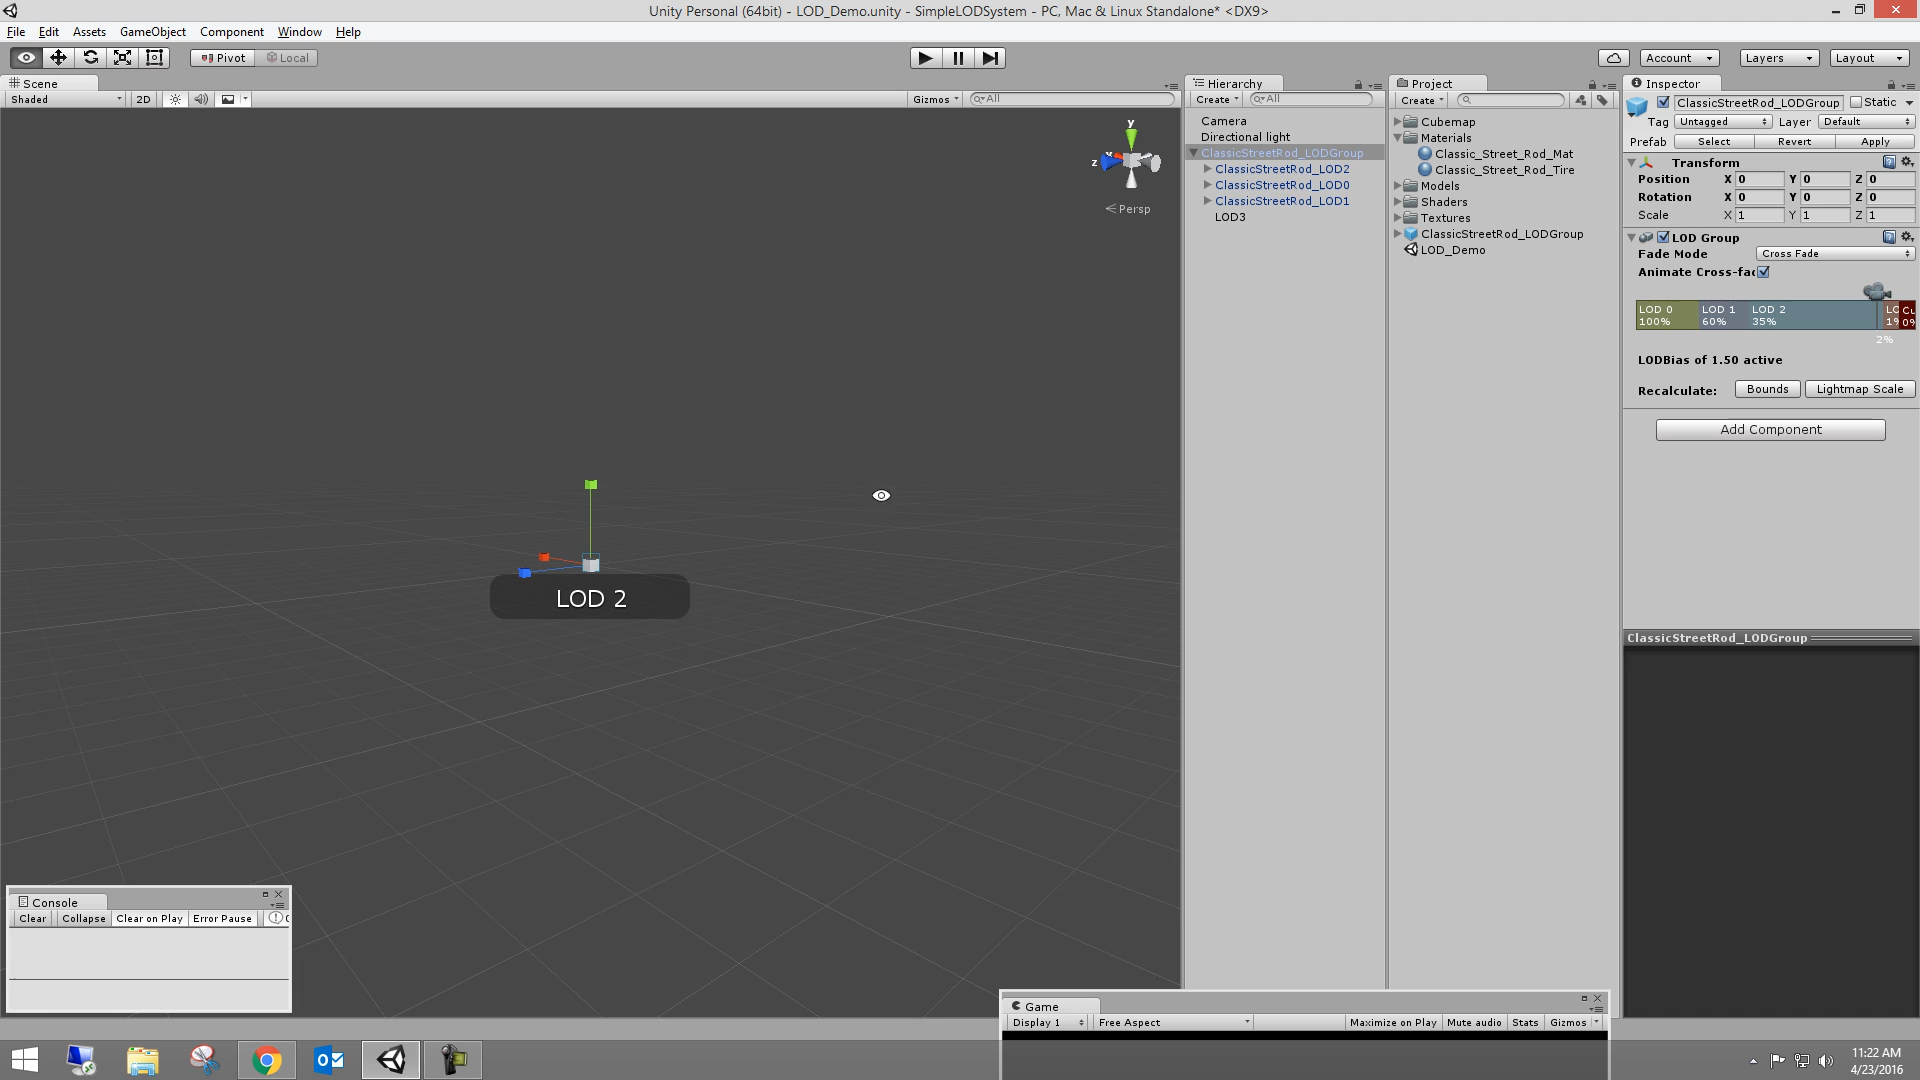 Unity Personal (64bit) - LOD_Demo.unity - SimpleLODSystem - PC, Mac & Linux Standalone* <DX9>
File Edit Assets GameObject Component Window Help
Pivot Local
Account Layers Layout
Scene
Shaded 2D Gizmos All
y
x
z
Persp
LOD 2
Console
Clear Collapse Clear on Play Error Pause
Hierarchy
Create All
Camera
Directional light
ClassicStreetRod_LODGroup
ClassicStreetRod_LOD2
ClassicStreetRod_LOD0
ClassicStreetRod_LOD1
LOD3
Project
Create
Cubemap
Materials
Classic_Street_Rod_Mat
Classic_Street_Rod_Tire
Models
Shaders
Textures
ClassicStreetRod_LODGroup
LOD_Demo
Inspector
ClassicStreetRod_LODGroup Static
Tag Untagged Layer Default
Prefab Select Revert Apply
Transform
Position X 0 Y 0 Z 0
Rotation X 0 Y 0 Z 0
Scale X 1 Y 1 Z 1
LOD Group
Fade Mode Cross Fade
Animate Cross-fac
LOD 0 LOD 1 LOD 2 LO Cu
100% 60% 35% 1% 0%
2%
LODBias of 1.50 active
Recalculate: Bounds Lightmap Scale
Add Component
ClassicStreetRod_LODGroup
Game
Display 1 Free Aspect Maximize on Play Mute audio Stats Gizmos
11:22 AM
4/23/2016